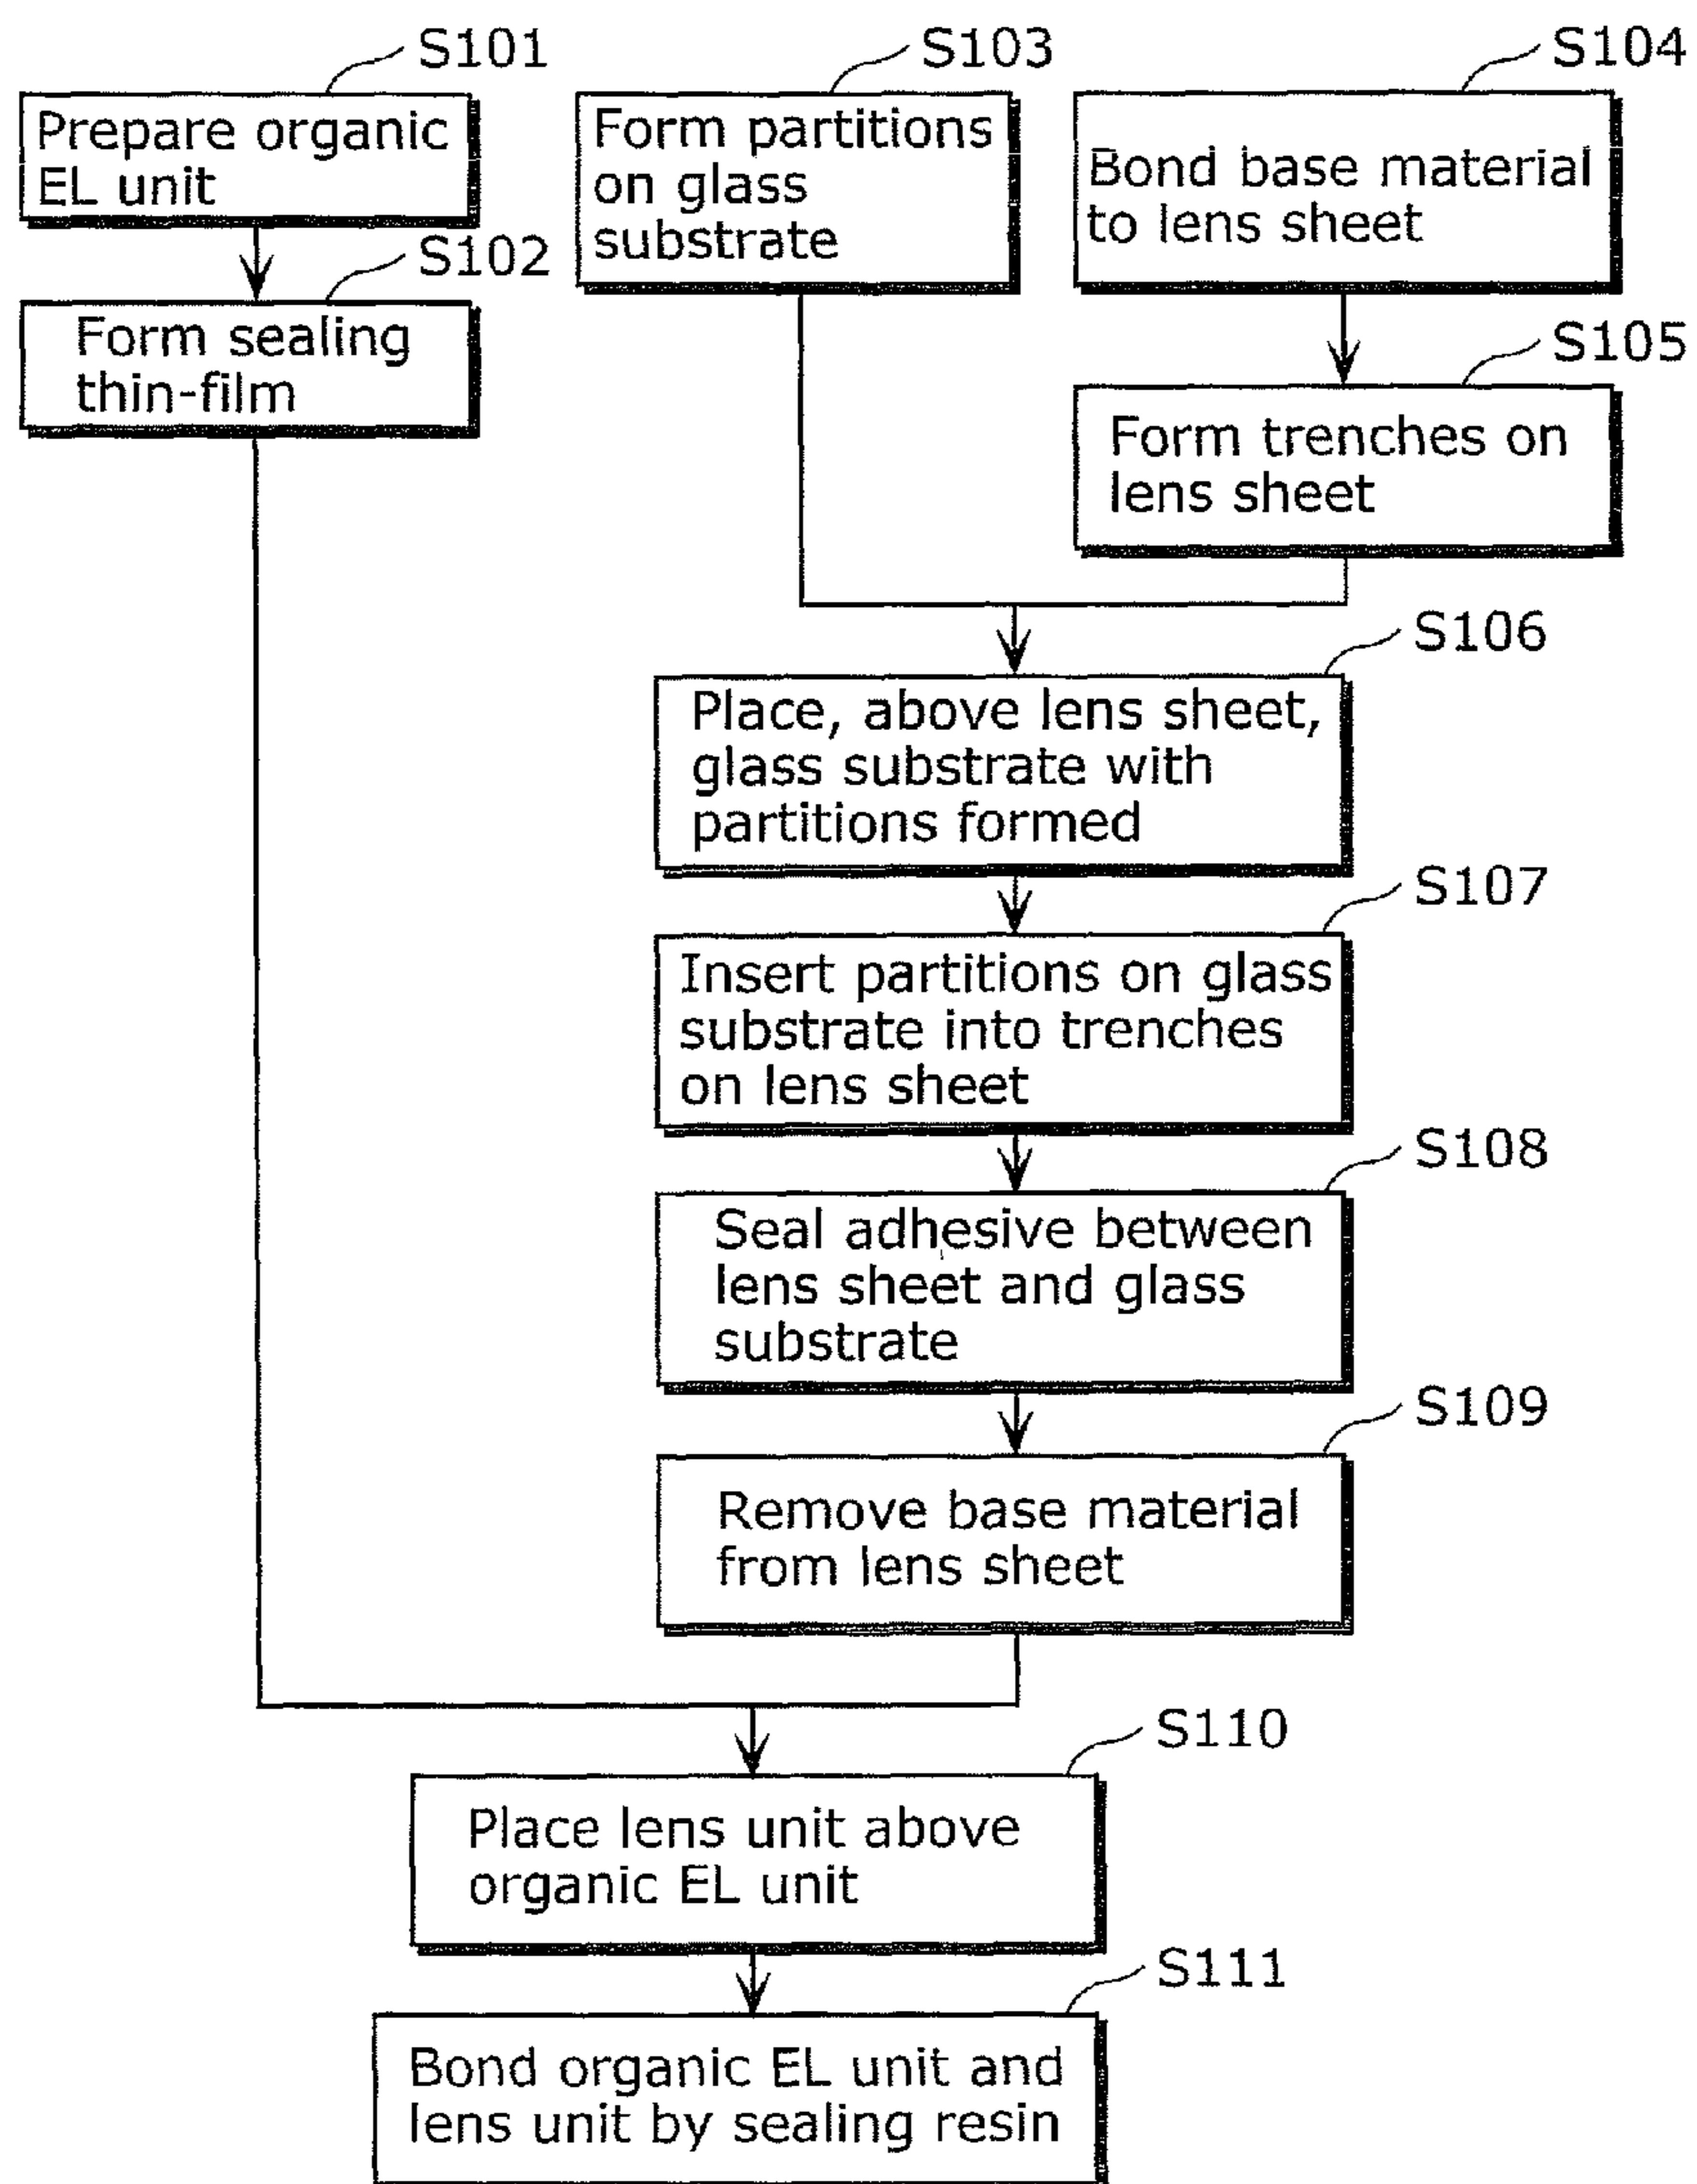 S101
Prepare organic
EL unit
S102
Form sealing
thin-film
S103
Form partitions
on glass
substrate
S104
Bond base material
to lens sheet
S105
Form trenches on
lens sheet
S106
Place, above lens sheet,
glass substrate with
partitions formed
S107
Insert partitions on glass
substrate into trenches
on lens sheet
S108
Seal adhesive between
lens sheet and glass
substrate
S109
Remove base material
from lens sheet
S110
Place lens unit above
organic EL unit
S111
Bond organic EL unit and
lens unit by sealing resin